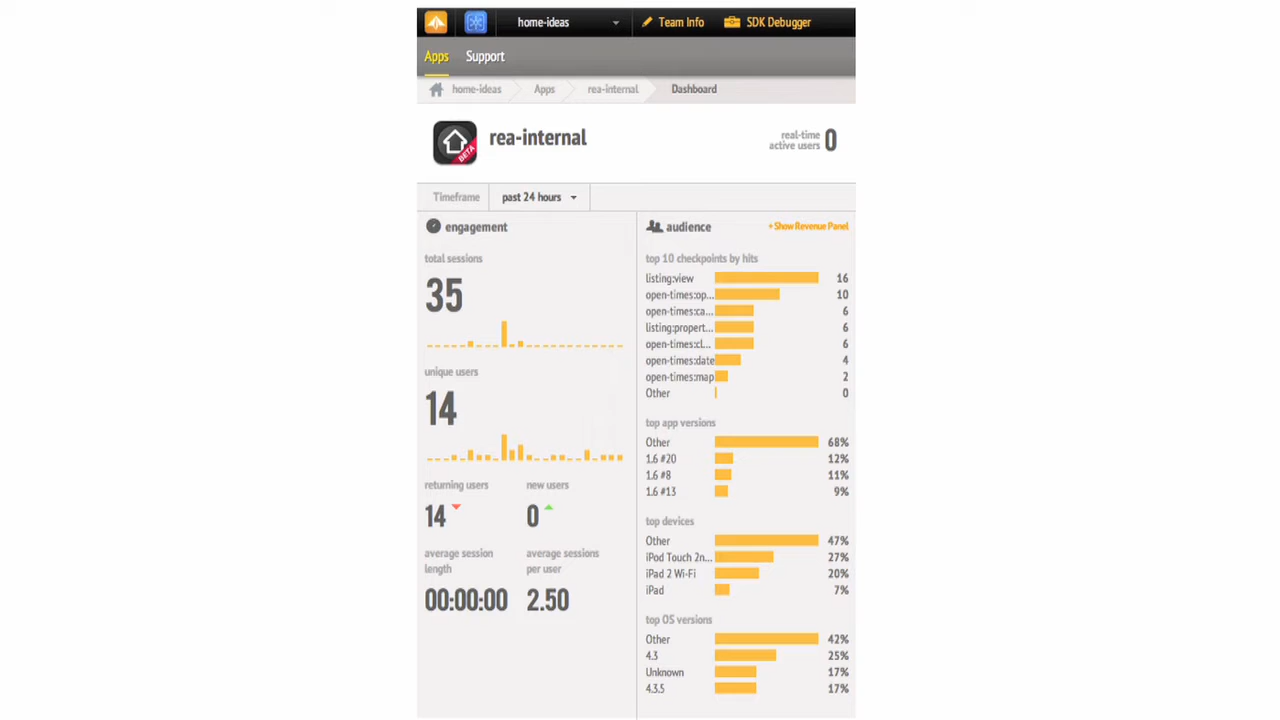 home-ideas Team Info SDK Debugger
Apps Support
home-ideas Apps rea-internal Dashboard
BETA
rea-internal
real-time
active users 0
Timeframe past 24 hours
engagement
total sessions
35
unique users
14
returning users new users
14 0
average session length average sessions per user
00:00:00 2.50
audience + Show Revenue Panel
top 10 checkpoints by hits
listing:view 16
open-times:op... 10
open-times:ca... 6
listing:propert... 6
open-times:cl... 6
open-times:date 4
open-times:map 2
Other 0
top app versions
Other 68%
1.6 #20 12%
1.6 #8 11%
1.6 #13 9%
top devices
Other 47%
iPod Touch 2n... 27%
iPad 2 Wi-Fi 20%
iPad 7%
top OS versions
Other 42%
4.3 25%
Unknown 17%
4.3.5 17%